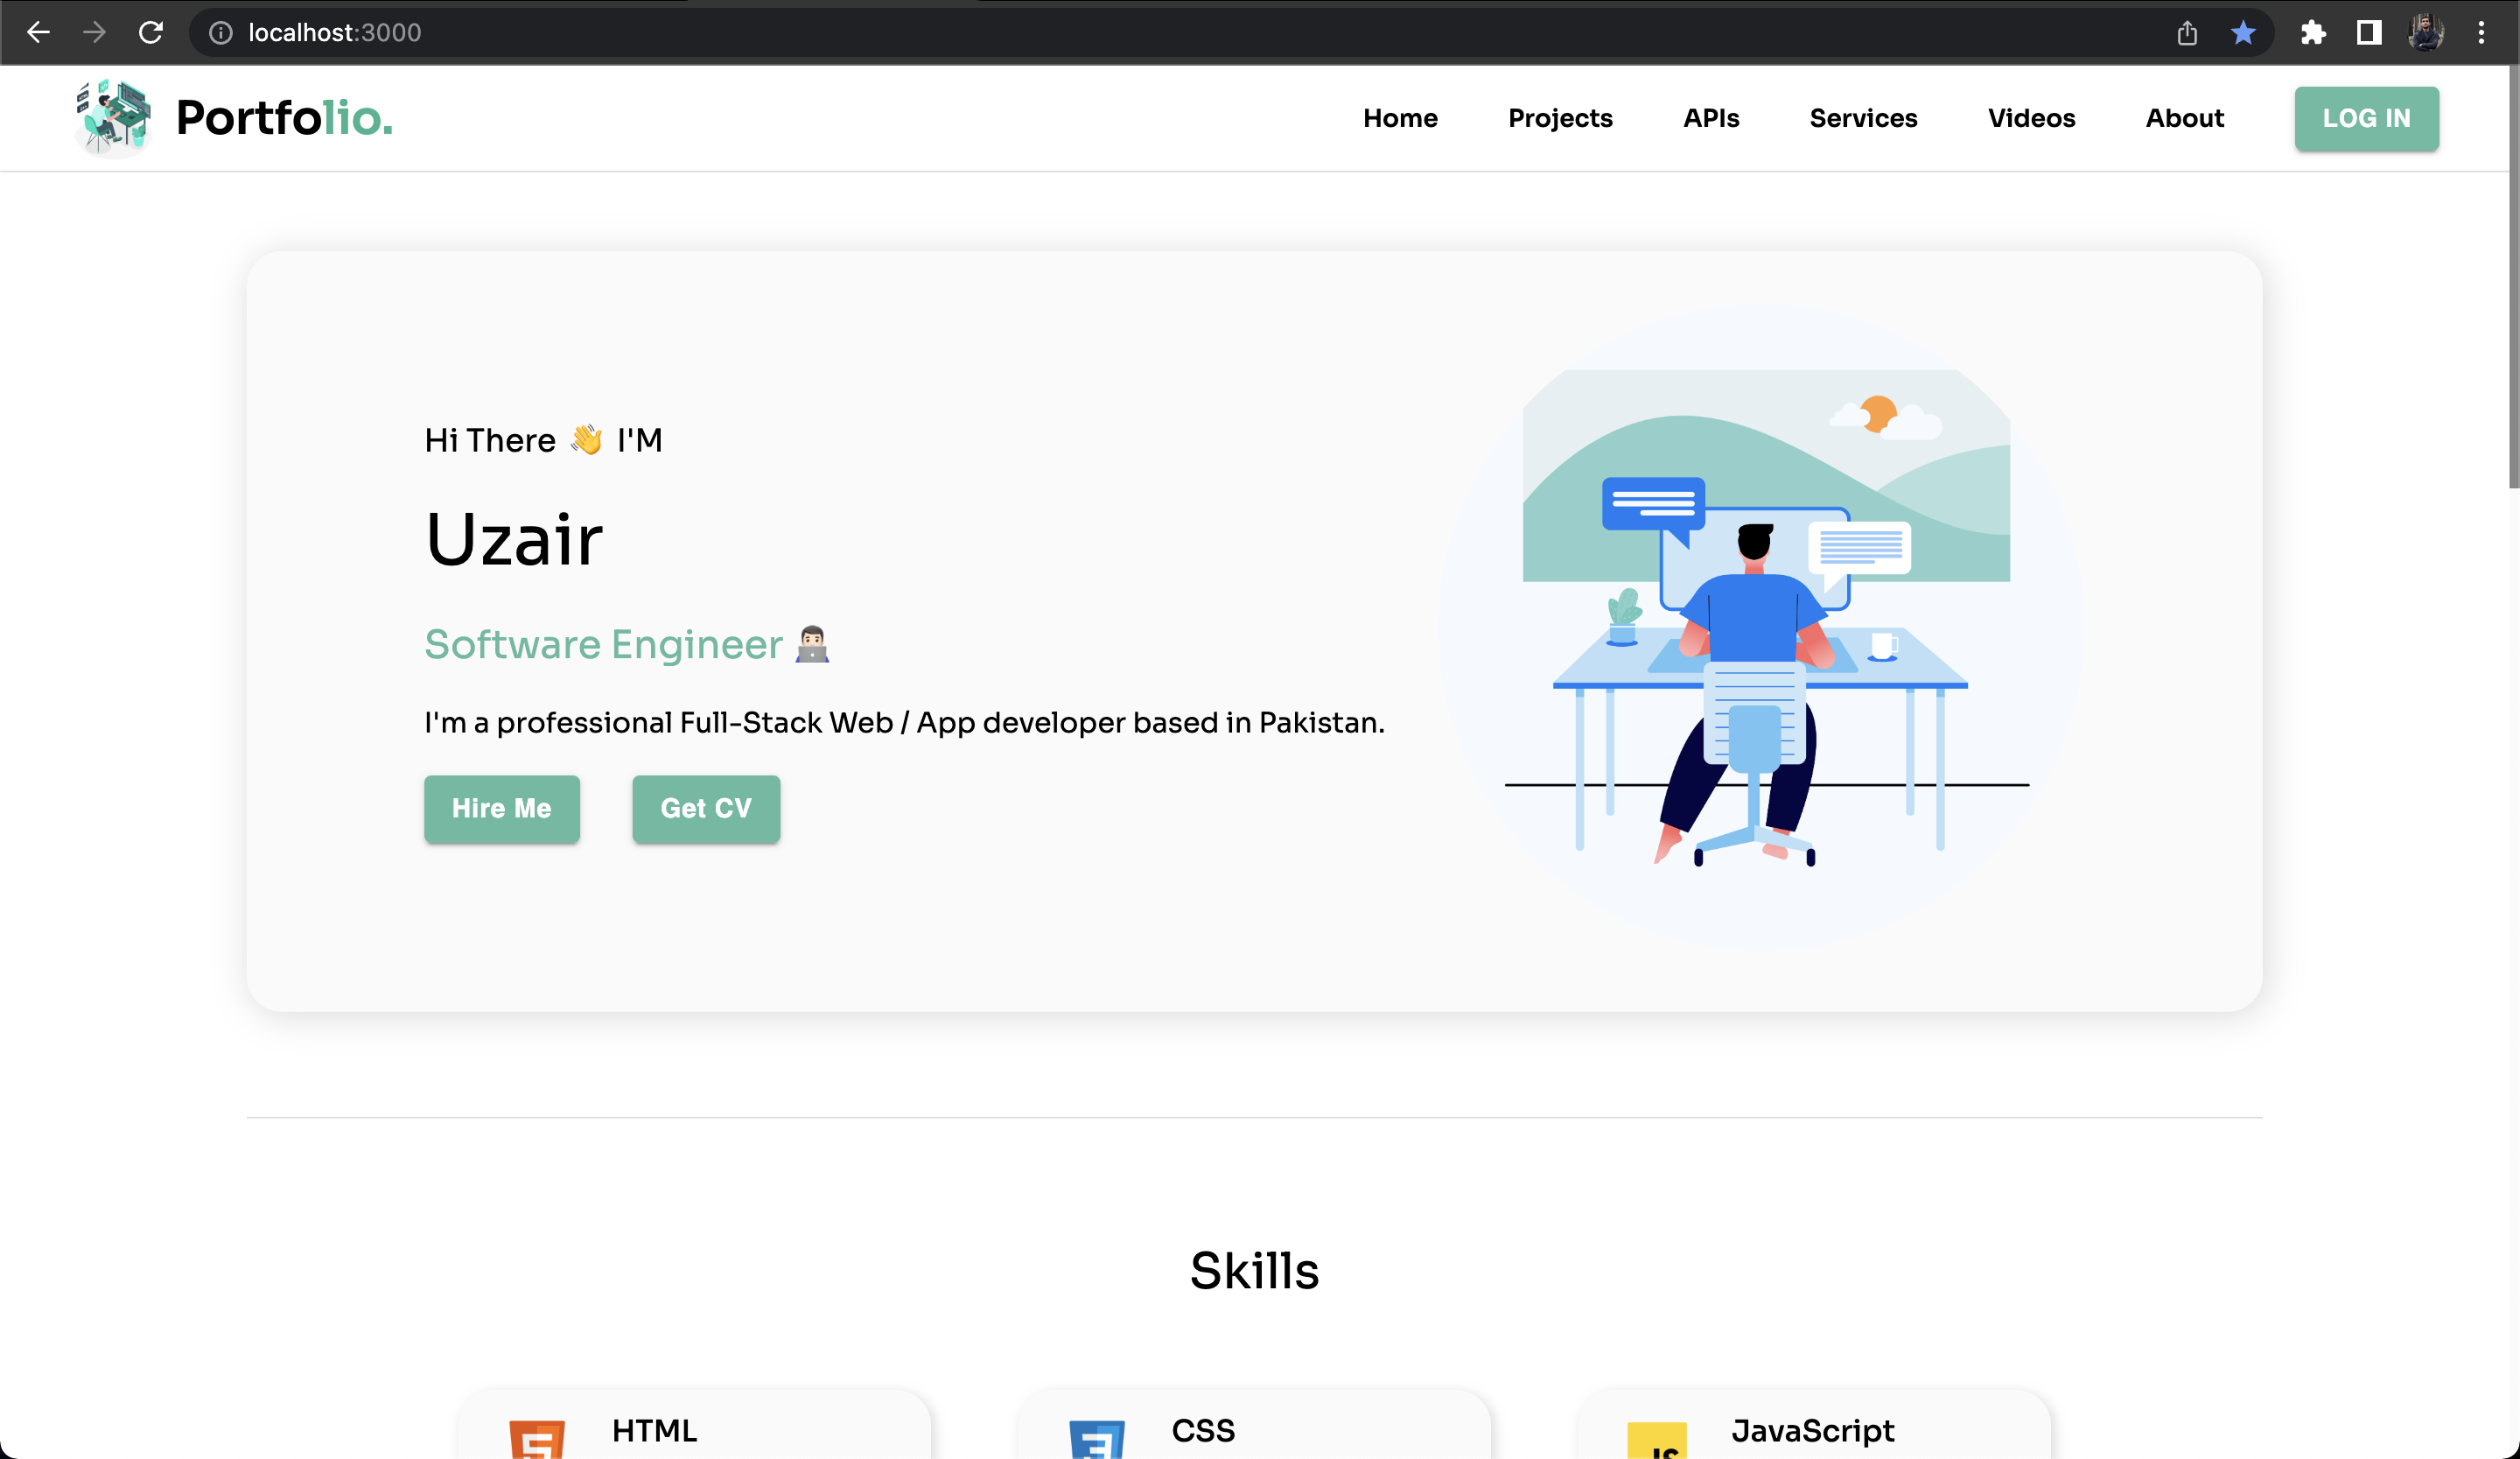 localhost:3000
Portfolio.
Home Projects APIs Services Videos About LOG IN
Hi There 👋 I'M
Uzair
Software Engineer 👨🏻‍💻
I'm a professional Full-Stack Web / App developer based in Pakistan.
Hire Me Get CV
Skills
HTML CSS JavaScript
JS